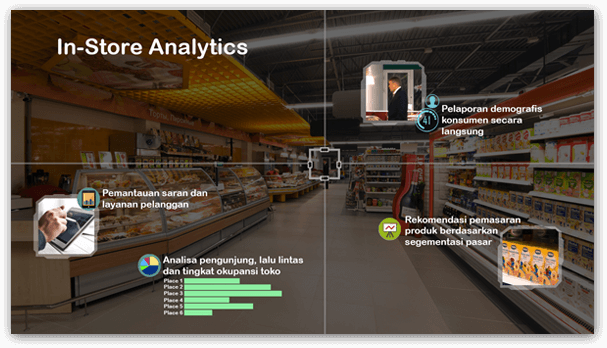 In-Store Analytics
Pelaporan demografis
konsumen secara
langsung
41
Pemantauan saran dan
layanan pelanggan
Rekomendasi pemasaran
produk berdasarkan
segementasi pasar
Analisa pengunjung, lalu lintas
dan tingkat okupansi toko
Place 1
Place 2
Place 3
Place 4
Place 5
Place 6